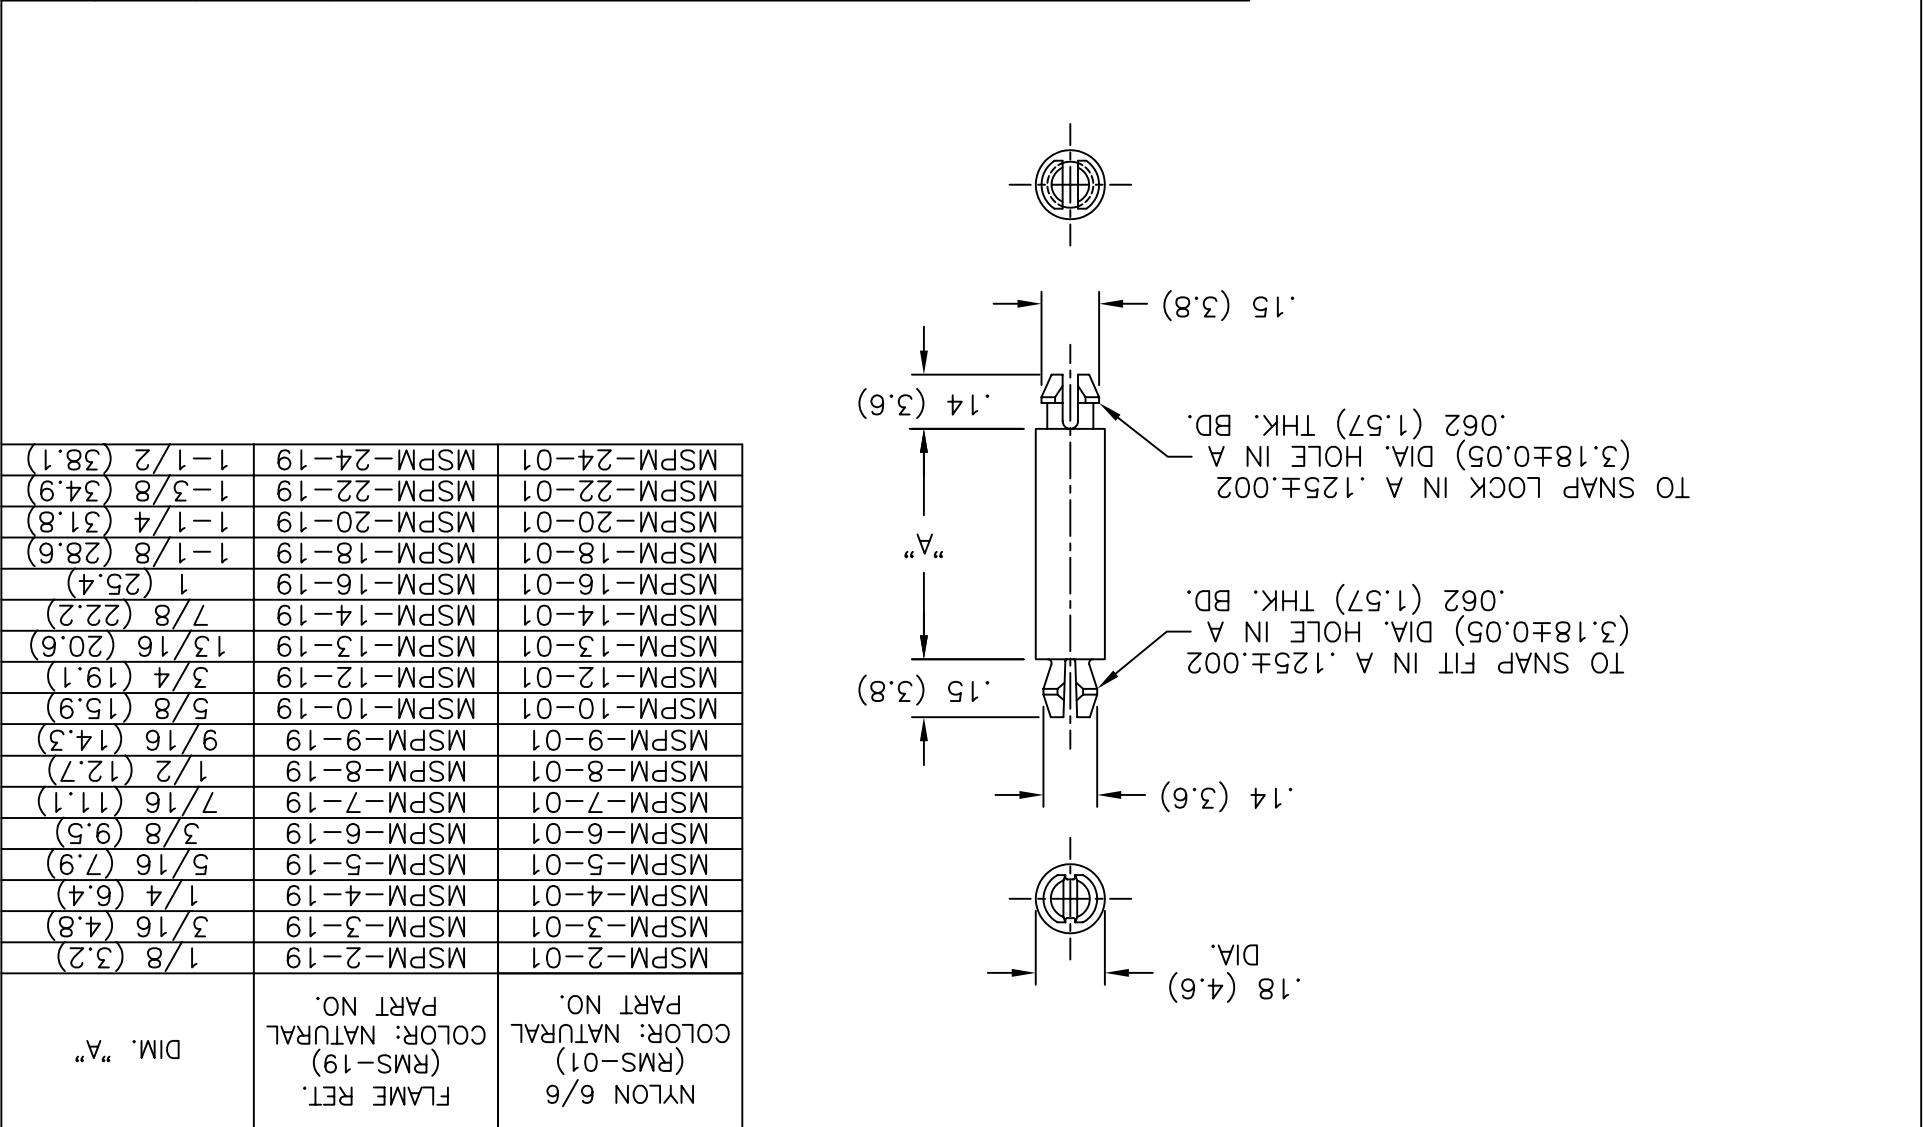 .18 (4.6)
DIA.
.14 (3.6)
.15 (3.8)
TO SNAP FIT IN A .125±.002
(3.18±0.05) DIA. HOLE IN A
.062 (1.57) THK. BD.
"A"
TO SNAP LOCK IN A .125±.002
(3.18±0.05) DIA. HOLE IN A
.062 (1.57) THK. BD.
.14 (3.6)
.15 (3.8)
NYLON 6/6
(RMS-01)
COLOR: NATURAL
PART NO.
FLAME RET.
(RMS-19)
COLOR: NATURAL
PART NO.
DIM. "A"
MSPM-2-01 MSPM-2-19 1/8 (3.2)
MSPM-3-01 MSPM-3-19 3/16 (4.8)
MSPM-4-01 MSPM-4-19 1/4 (6.4)
MSPM-5-01 MSPM-5-19 5/16 (7.9)
MSPM-6-01 MSPM-6-19 3/8 (9.5)
MSPM-7-01 MSPM-7-19 7/16 (11.1)
MSPM-8-01 MSPM-8-19 1/2 (12.7)
MSPM-9-01 MSPM-9-19 9/16 (14.3)
MSPM-10-01 MSPM-10-19 5/8 (15.9)
MSPM-12-01 MSPM-12-19 3/4 (19.1)
MSPM-13-01 MSPM-13-19 13/16 (20.6)
MSPM-14-01 MSPM-14-19 7/8 (22.2)
MSPM-16-01 MSPM-16-19 1 (25.4)
MSPM-18-01 MSPM-18-19 1-1/8 (28.6)
MSPM-20-01 MSPM-20-19 1-1/4 (31.8)
MSPM-22-01 MSPM-22-19 1-3/8 (34.9)
MSPM-24-01 MSPM-24-19 1-1/2 (38.1)